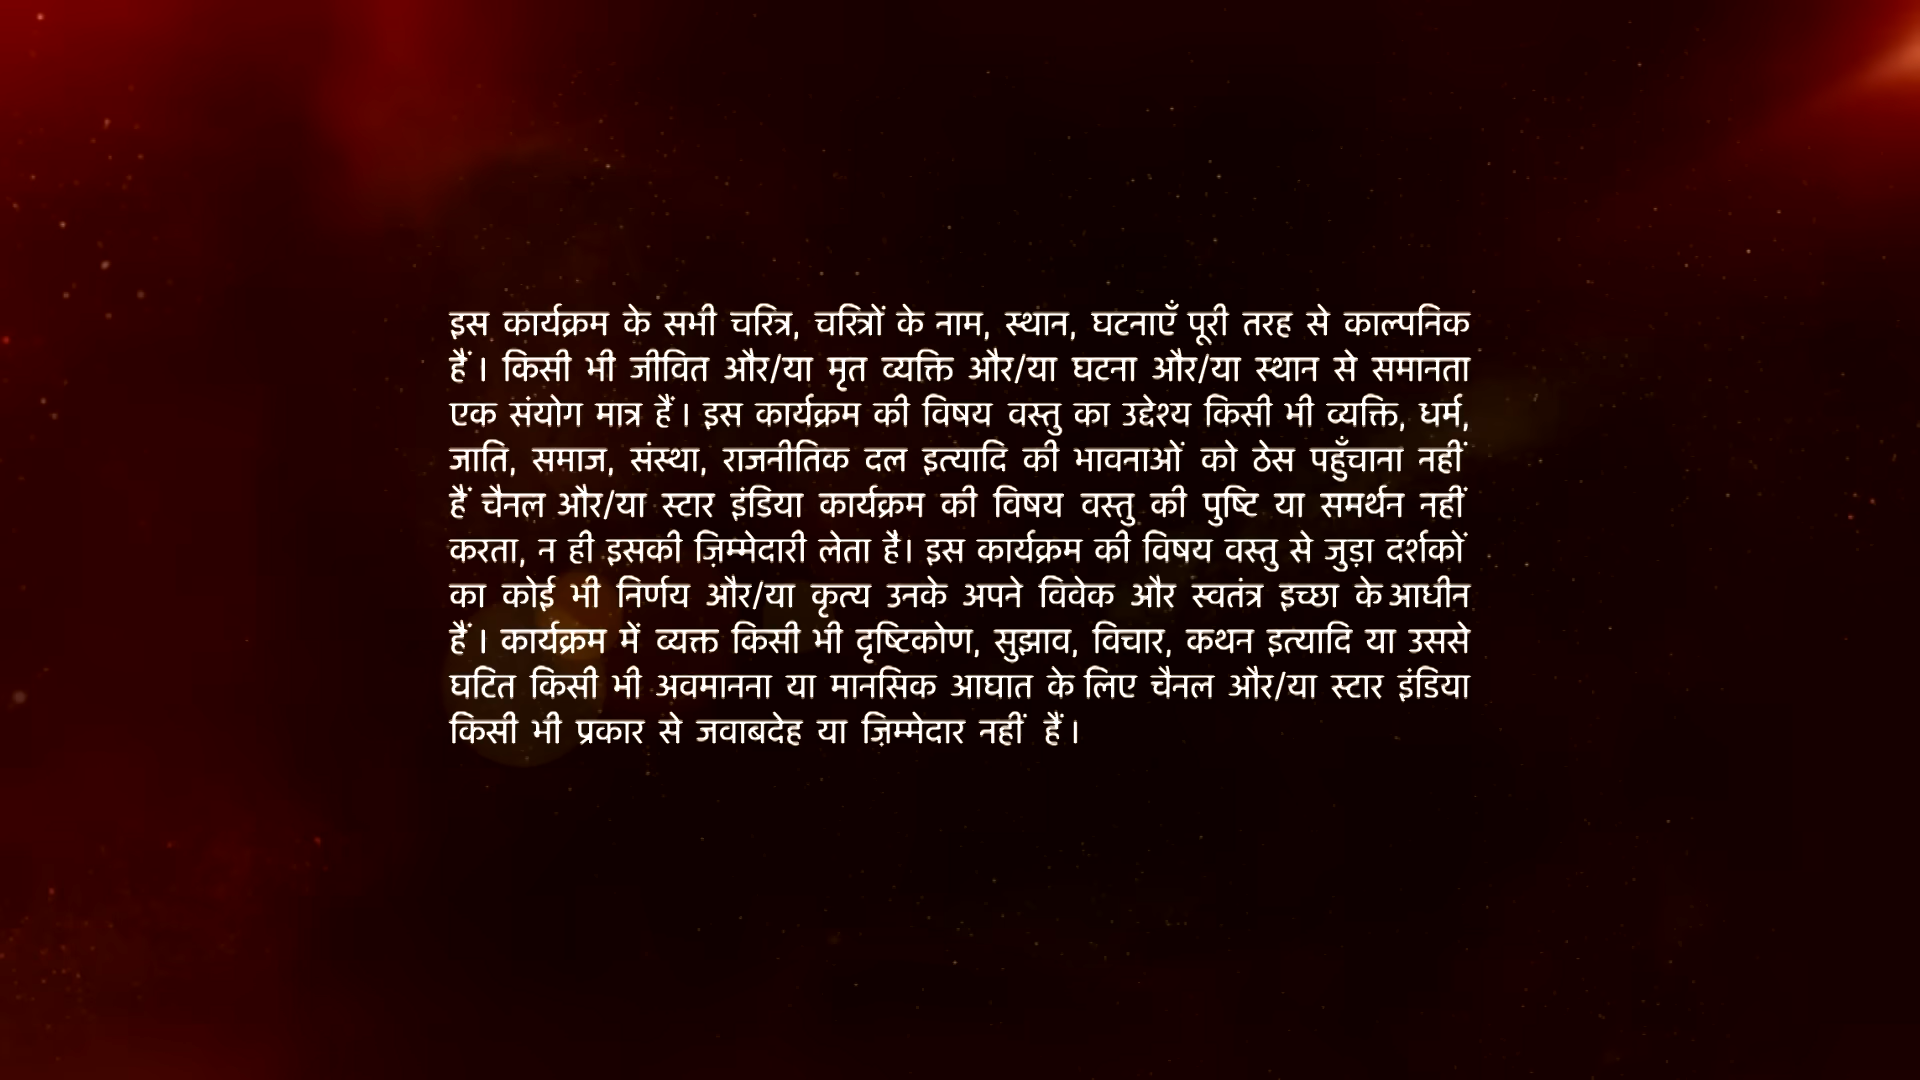 इस कार्यक्रम के सभी चरित्र, चरित्रों के नाम, स्थान, घटनाएँ पूरी तरह से काल्पनिक
हैं । किसी भी जीवित और/या मृत व्यक्ति और/या घटना और/या स्थान से समानता
एक संयोग मात्र हैं । इस कार्यक्रम की विषय वस्तु का उद्देश्य किसी भी व्यक्ति, धर्म,
जाति, समाज, संस्था, राजनीतिक दल इत्यादि की भावनाओं को ठेस पहुँचाना नहीं
हैं चैनल और/या स्टार इंडिया कार्यक्रम की विषय वस्तु की पुष्टि या समर्थन नहीं
करता, न ही इसकी ज़िम्मेदारी लेता है। इस कार्यक्रम की विषय वस्तु से जुड़ा दर्शकों
का कोई भी निर्णय और/या कृत्य उनके अपने विवेक और स्वतंत्र इच्छा के आधीन
हैं । कार्यक्रम में व्यक्त किसी भी दृष्टिकोण, सुझाव, विचार, कथन इत्यादि या उससे
घटित किसी भी अवमानना या मानसिक आघात के लिए चैनल और/या स्टार इंडिया
किसी भी प्रकार से जवाबदेह या ज़िम्मेदार नहीं हैं ।